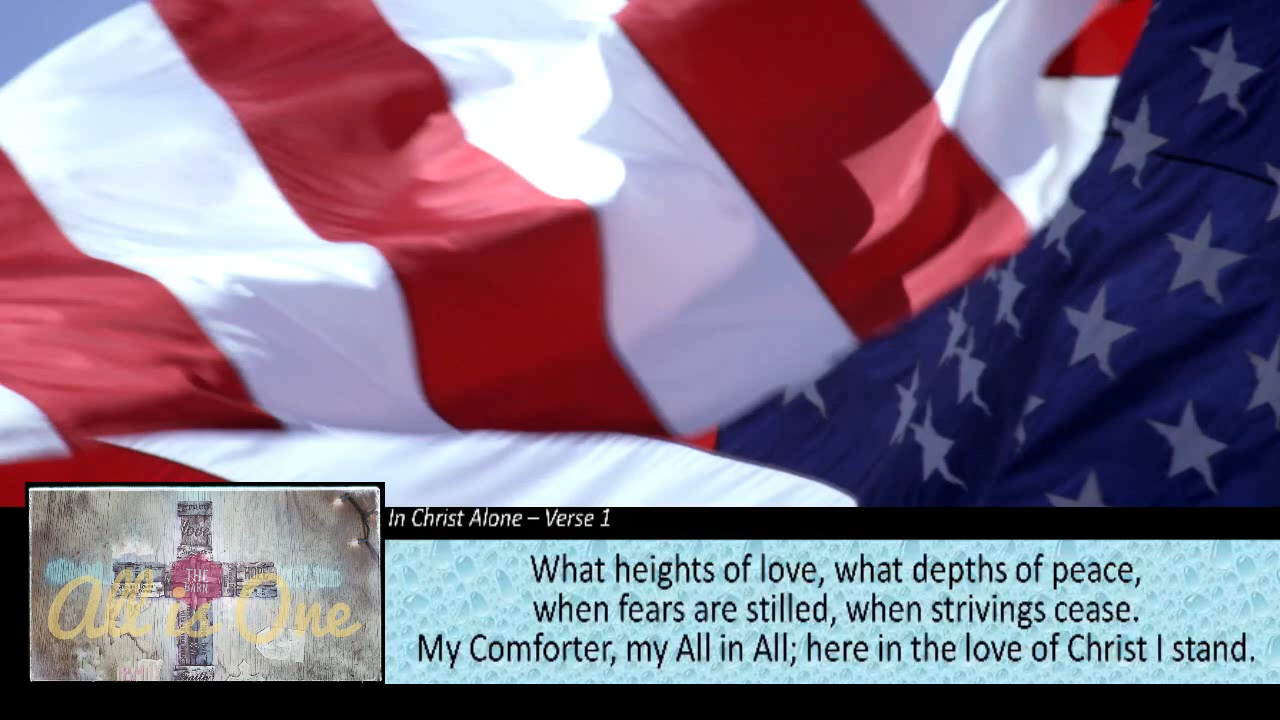 In Christ Alone – Verse 1
What heights of love, what depths of peace,
when fears are stilled, when strivings cease.
My Comforter, my All in All; here in the love of Christ I stand.
All is One
THE
BARN